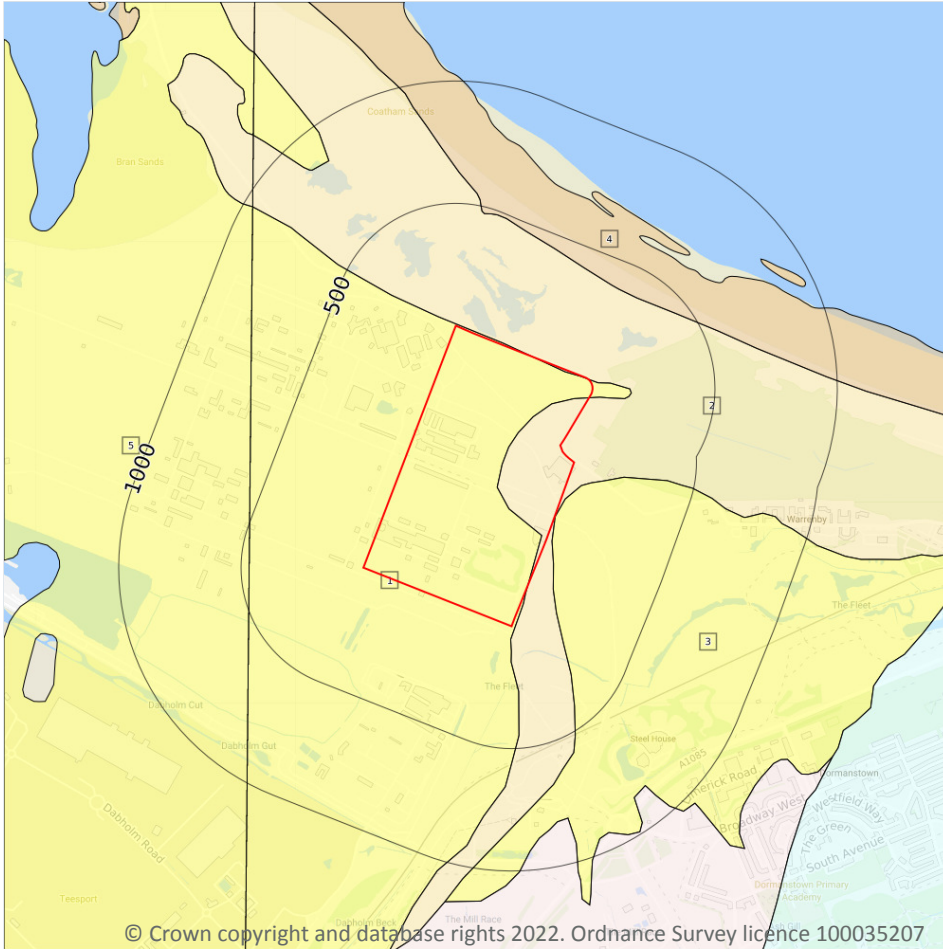 Coatham Sands
Bran Sands
4
500
2
5
1000
Warrenby
1
The Fleet
3
The Fleet
Dabholm Cut
Steel House
Dabholm Gut
A1085
Limerick Road
Dormanstown
Broadway West
Westfield Way
Dabholm Road
The Green
South Avenue
Teesport
Dormanstown Primary
Academy
Dabholm Beck
The Mill Race
© Crown copyright and database rights 2022. Ordnance Survey licence 100035207